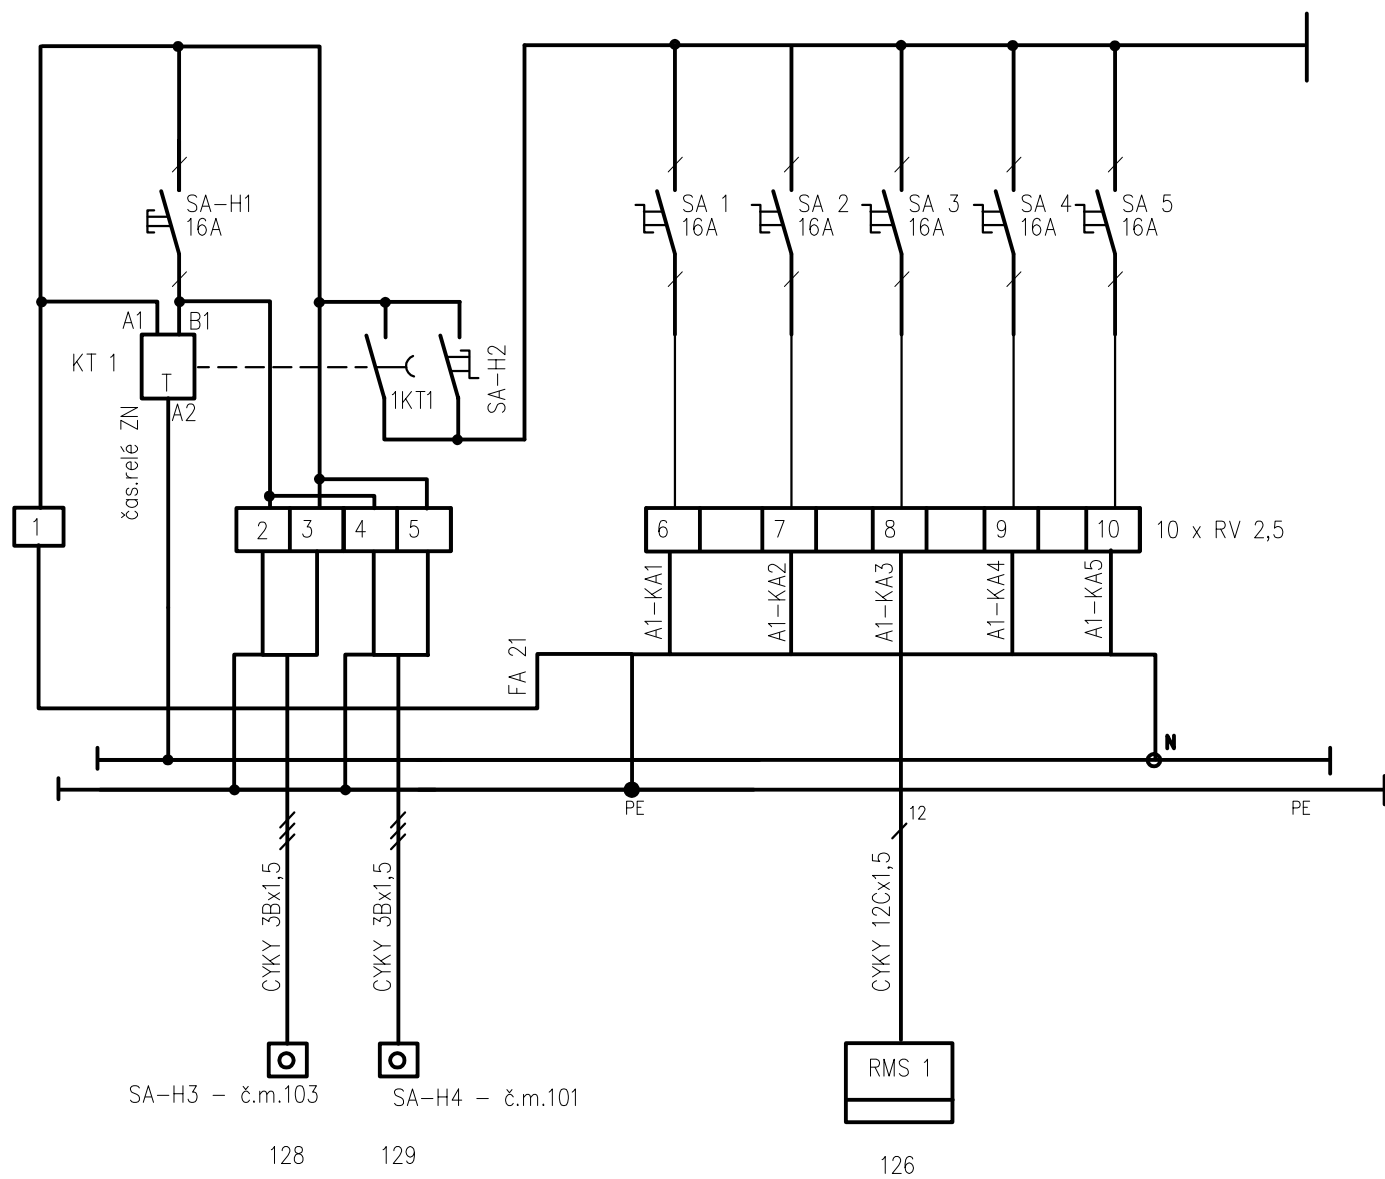 SA-H1
16A
SA 1
16A
SA 2
16A
SA 3
16A
SA 4
16A
SA 5
16A
A1
B1
KT 1
T
A2
čas.relé ZN
1KT1
SA-H2
1
2
3
4
5
6
7
8
9
10
10 x RV 2,5
A1-KA1
A1-KA2
A1-KA3
A1-KA4
A1-KA5
FA 21
N
PE
PE
12
CYKY 3Bx1,5
CYKY 3Bx1,5
CYKY 12Cx1,5
RMS 1
SA-H3 - č.m.103
SA-H4 - č.m.101
128
129
126